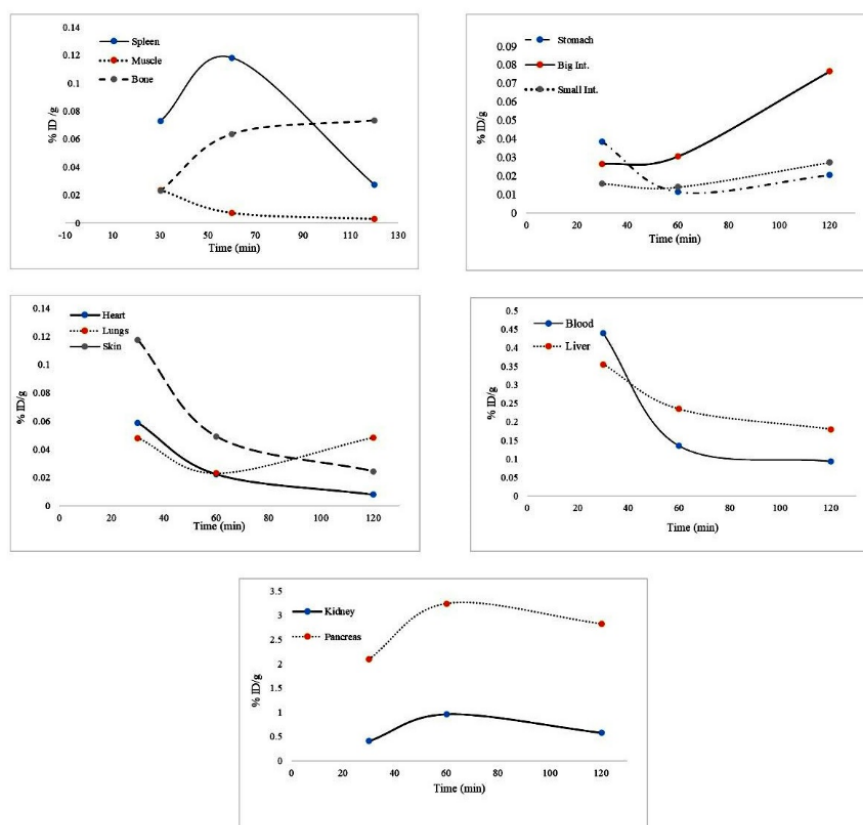 0.14
0.12
0.1
0.08
0.06
0.04
0.02
0
% ID /g
Spleen
Muscle
Bone
-10 10 30 50 70 90 110 130
Time (min)
0.09
0.08
0.07
0.06
0.05
0.04
0.03
0.02
0.01
0
% ID/g
Stomach
Big Int.
Small Int.
0 20 40 60 80 100 120 140
Time (min)
0.14
0.12
0.1
0.08
0.06
0.04
0.02
0
% ID/g
Heart
Lungs
Skin
0 20 40 60 80 100 120
Time (min)
0.5
0.45
0.4
0.35
0.3
0.25
0.2
0.15
0.1
0.05
0
% ID/g
Blood
Liver
0 20 40 60 80 100 120
Time (min)
3.5
3
2.5
2
1.5
1
0.5
0
% ID/g
Kidney
Pancreas
0 20 40 60 80 100 120
Time (min)